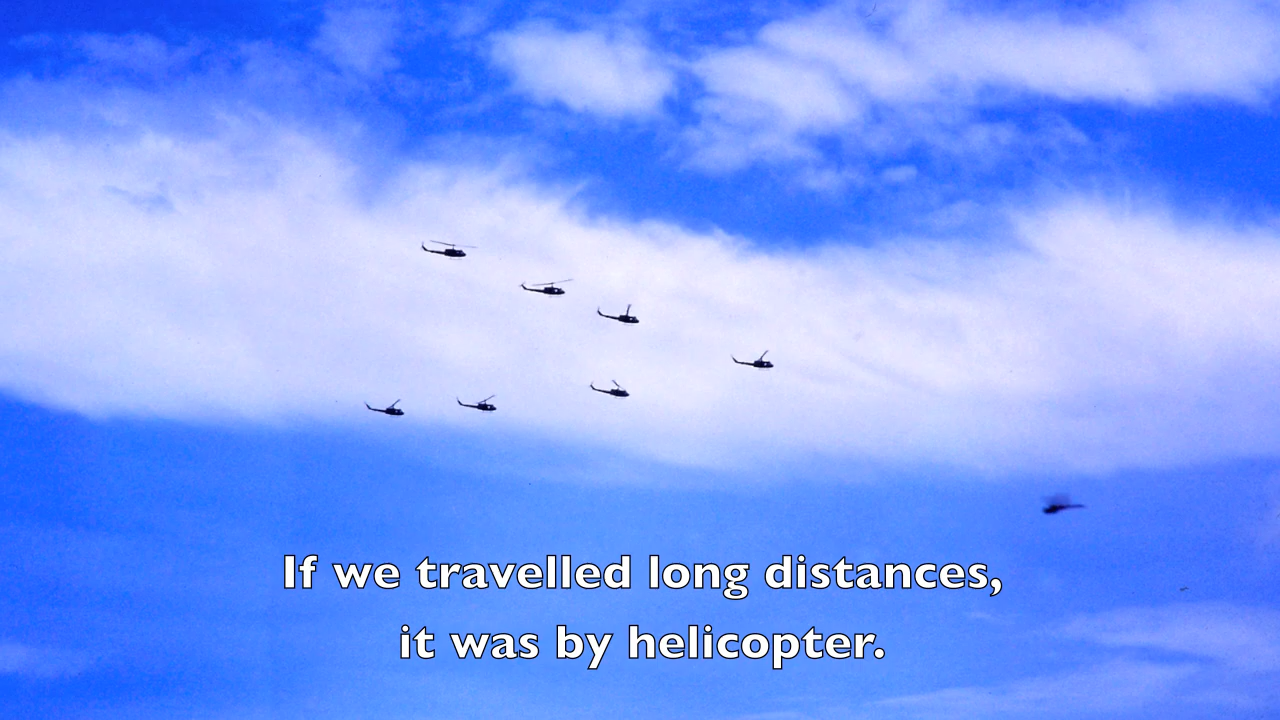 If we travelled long distances,
it was by helicopter.